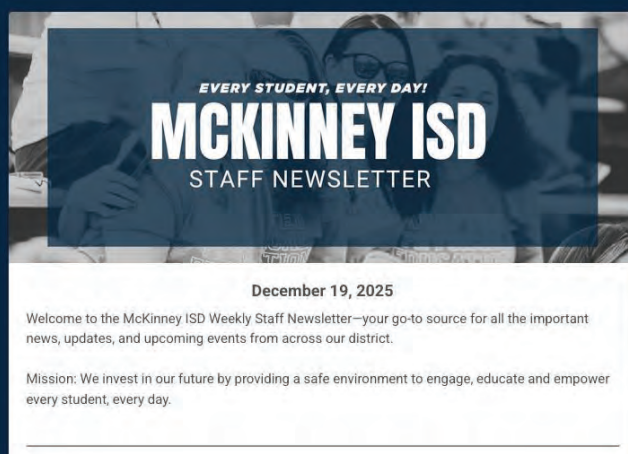 EVERY STUDENT, EVERY DAY!
MCKINNEY ISD
STAFF NEWSLETTER
December 19, 2025
Welcome to the McKinney ISD Weekly Staff Newsletter—your go-to source for all the important
news, updates, and upcoming events from across our district.
Mission: We invest in our future by providing a safe environment to engage, educate and empower
every student, every day.